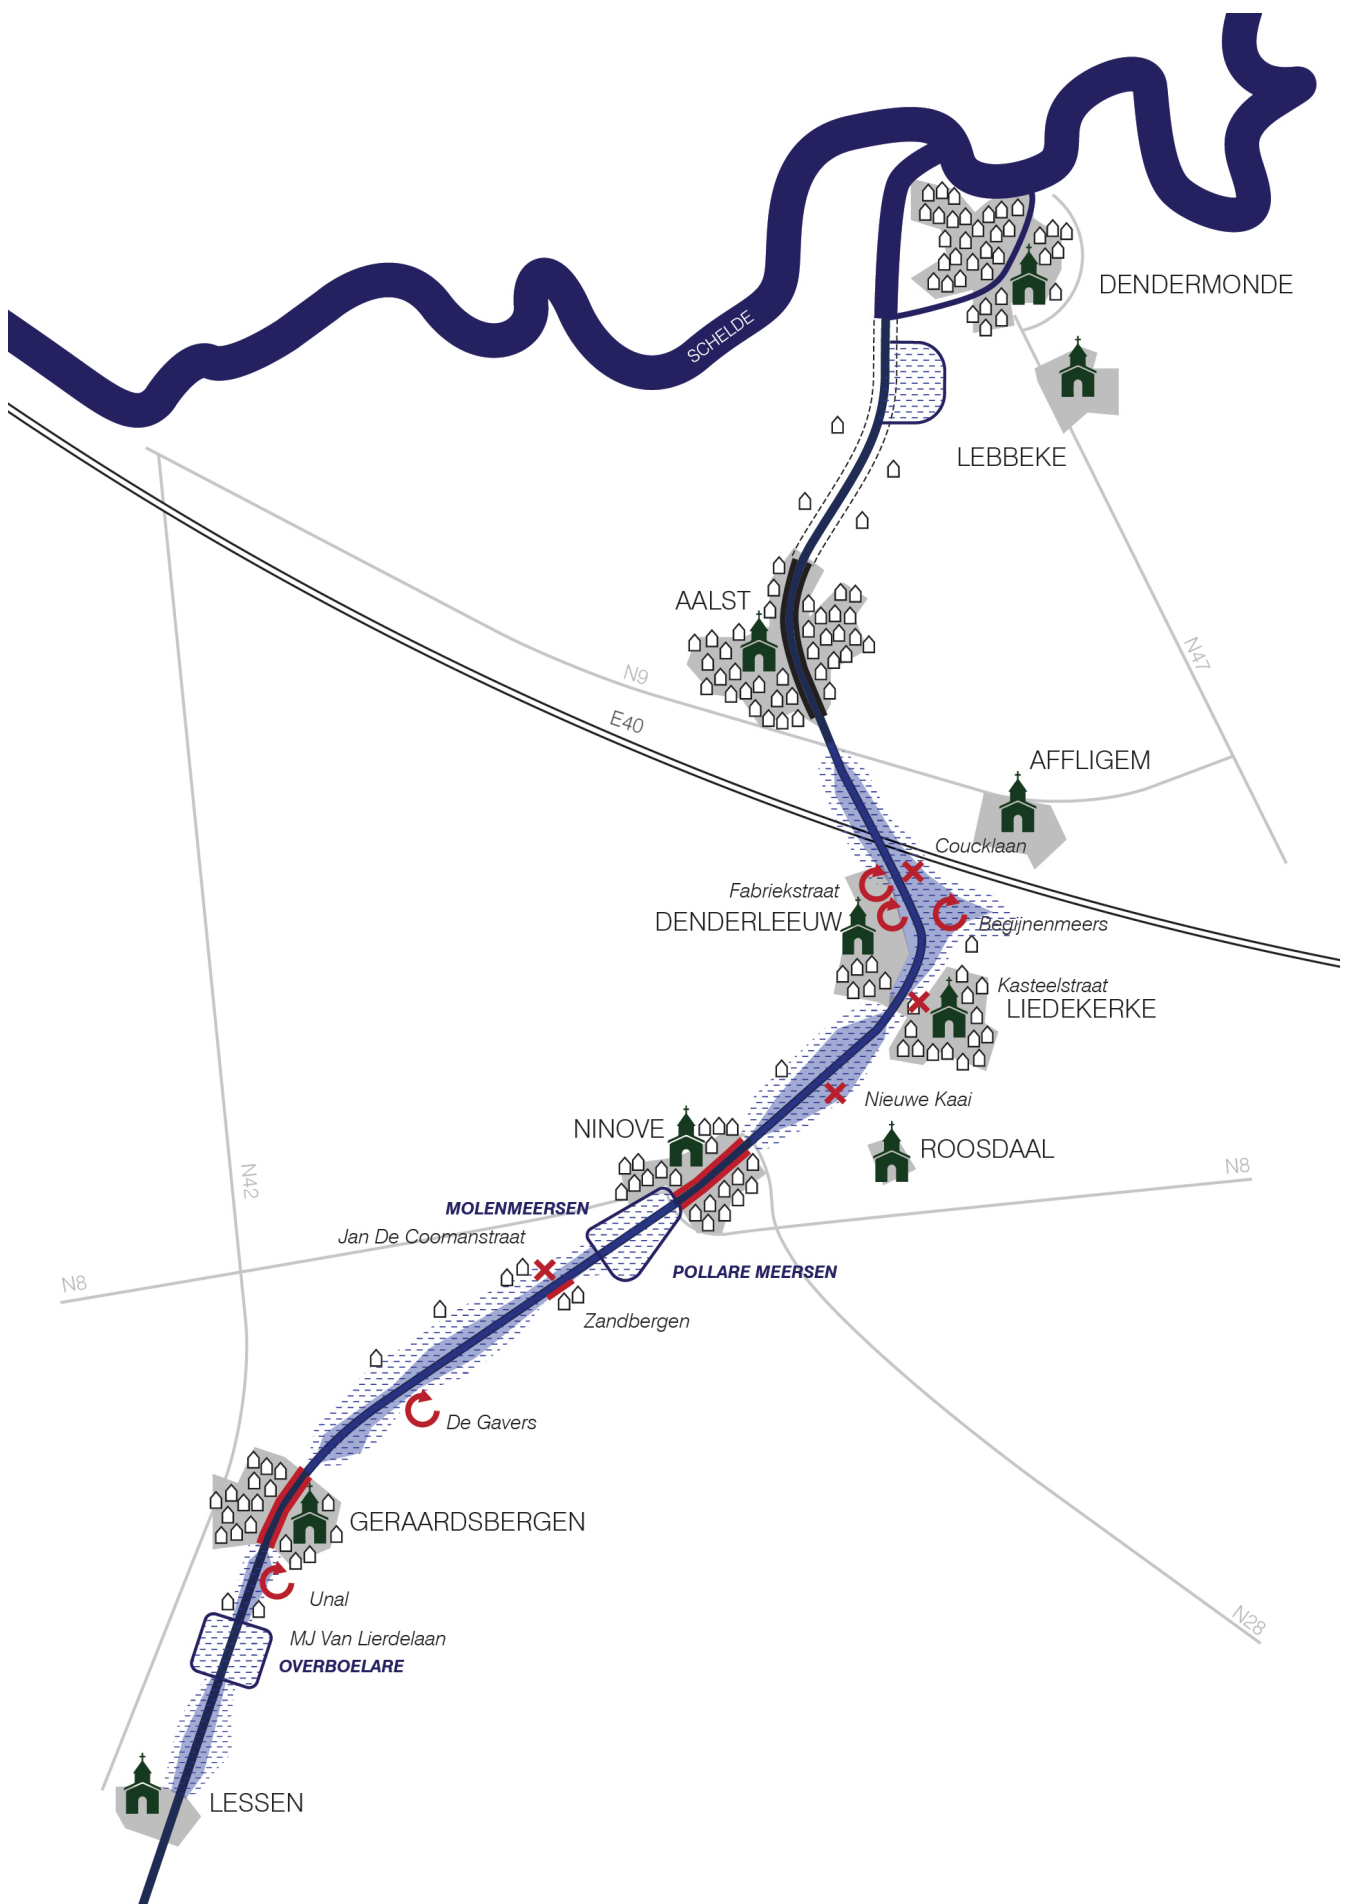 DENDERMONDE
SCHELDE
LEBBEKE
AALST
N47
N9
E40
AFFLIGEM
Coucklaan
Fabriekstraat
DENDERLEEUW
Begijnenmeers
Kasteelstraat
LIEDEKERKE
Nieuwe Kaai
NINOVE
ROOSDAAL
N8
N42
MOLENMEERSEN
Jan De Coomanstraat
POLLARE MEERSEN
N8
Zandbergen
De Gavers
GERAARDSBERGEN
Unal
N28
MJ Van Lierdelaan
OVERBOELARE
LESSEN